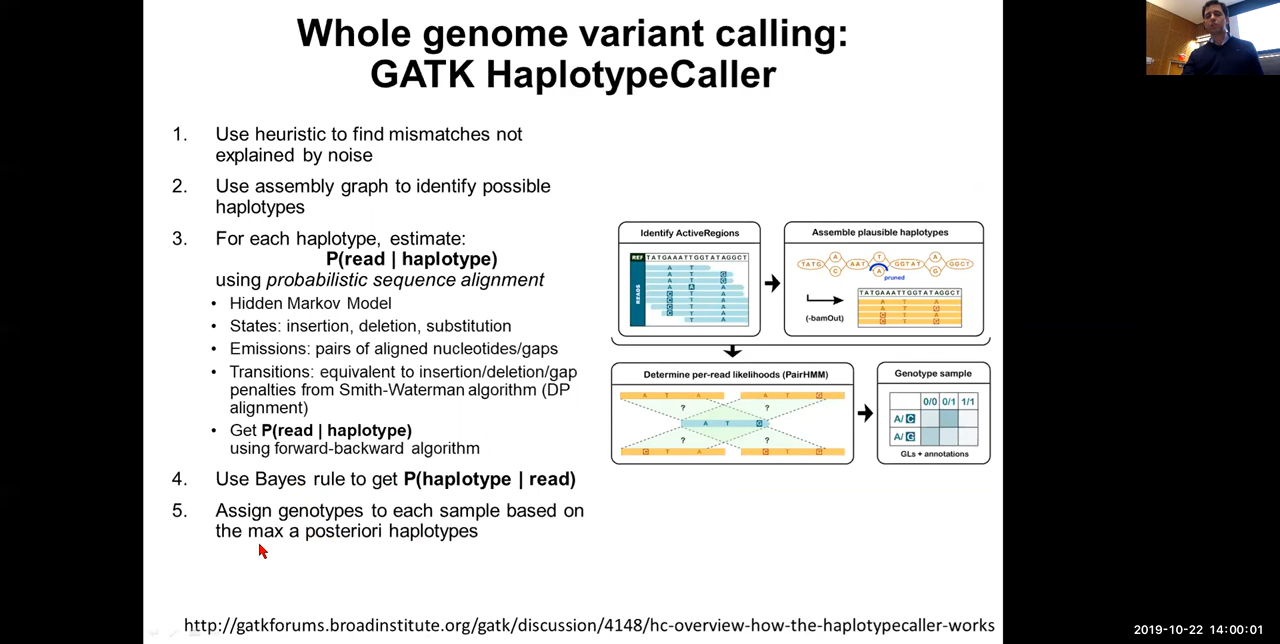 Whole genome variant calling:
GATK HaplotypeCaller
1. Use heuristic to find mismatches not
explained by noise
2. Use assembly graph to identify possible
haplotypes
3. For each haplotype, estimate:
P(read | haplotype)
using probabilistic sequence alignment
• Hidden Markov Model
• States: insertion, deletion, substitution
• Emissions: pairs of aligned nucleotides/gaps
• Transitions: equivalent to insertion/deletion/gap
penalties from Smith-Waterman algorithm (DP
alignment)
• Get P(read | haplotype)
using forward-backward algorithm
4. Use Bayes rule to get P(haplotype | read)
5. Assign genotypes to each sample based on
the max a posteriori haplotypes
Identify ActiveRegions
REF TATGAAATTGGTATAGGCT
READS
A T
A T G
A T G
A T A
C T A
C T A
C T A
C T A
T A
Assemble plausible haplotypes
TATG A C AAT T A GGTAT A G GGCT
pruned
(-bamOut)
TATGAAATTGGTATAGGCT
A T A
A T G
C T A
C T G
Determine per-read likelihoods (PairHMM)
A T A A T G
? ?
A T G
? ?
C T A C T G
Genotype sample
0/0 0/1 1/1
A/C
A/G
GLs + annotations
http://gatkforums.broadinstitute.org/gatk/discussion/4148/hc-overview-how-the-haplotypecaller-works
2019-10-22 14:00:01